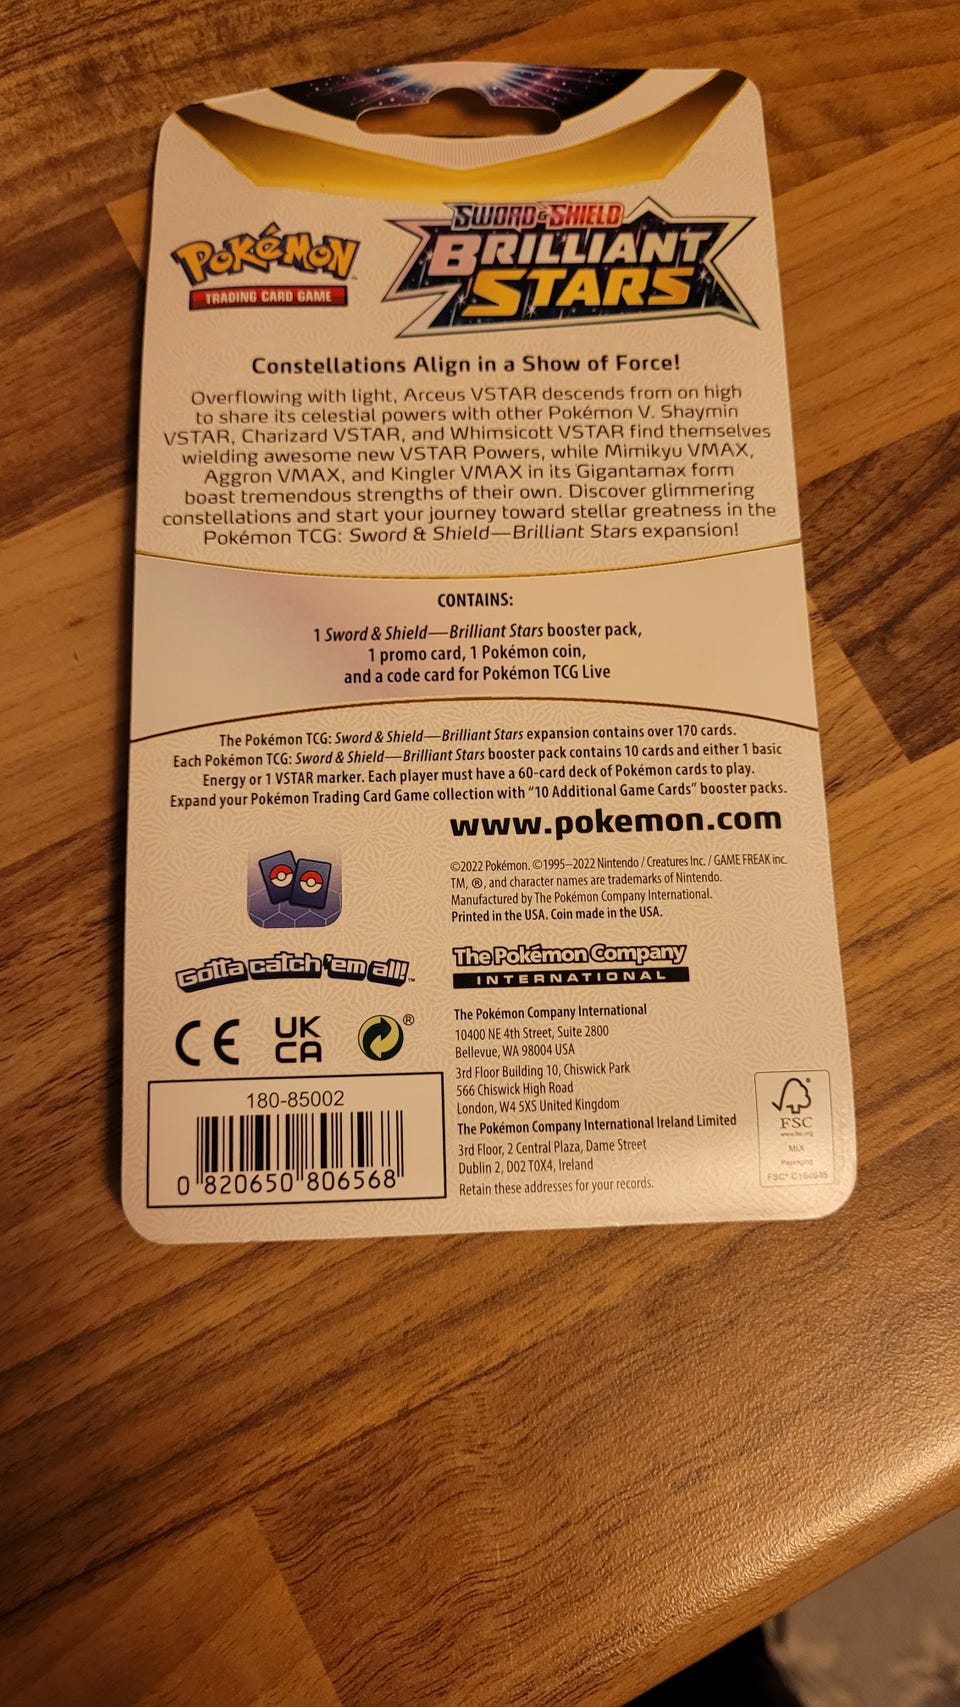 Pokémon
TRADING CARD GAME
SWORD & SHIELD
BRILLIANT
STARS
Constellations Align in a Show of Force!
Overflowing with light, Arceus VSTAR descends from on high
to share its celestial powers with other Pokémon V. Shaymin
VSTAR, Charizard VSTAR, and Whimsicott VSTAR find themselves
wielding awesome new VSTAR Powers, while Mimikyu VMAX,
Aggron VMAX, and Kingler VMAX in its Gigantamax form
boast tremendous strengths of their own. Discover glimmering
constellations and start your journey toward stellar greatness in the
Pokémon TCG: Sword & Shield—Brilliant Stars expansion!
CONTAINS:
1 Sword & Shield—Brilliant Stars booster pack,
1 promo card, 1 Pokémon coin,
and a code card for Pokémon TCG Live
The Pokémon TCG: Sword & Shield—Brilliant Stars expansion contains over 170 cards.
Each Pokémon TCG: Sword & Shield—Brilliant Stars booster pack contains 10 cards and either 1 basic
Energy or 1 VSTAR marker. Each player must have a 60-card deck of Pokémon cards to play.
Expand your Pokémon Trading Card Game collection with "10 Additional Game Cards" booster packs.
www.pokemon.com
©2022 Pokémon. ©1995–2022 Nintendo / Creatures Inc. / GAME FREAK inc.
TM, ®, and character names are trademarks of Nintendo.
Manufactured by The Pokémon Company International.
Printed in the USA. Coin made in the USA.
Gotta catch 'em all!™
The Pokémon Company
INTERNATIONAL
CE
UK
CA
®
The Pokémon Company International
10400 NE 4th Street, Suite 2800
Bellevue, WA 98004 USA
3rd Floor Building 10, Chiswick Park
566 Chiswick High Road
London, W4 5XS United Kingdom
The Pokémon Company International Ireland Limited
3rd Floor, 2 Central Plaza, Dame Street
Dublin 2, D02 T0X4, Ireland
Retain these addresses for your records.
180-85002
0 820650 806568
FSC
www.fsc.org
MIX
Packaging